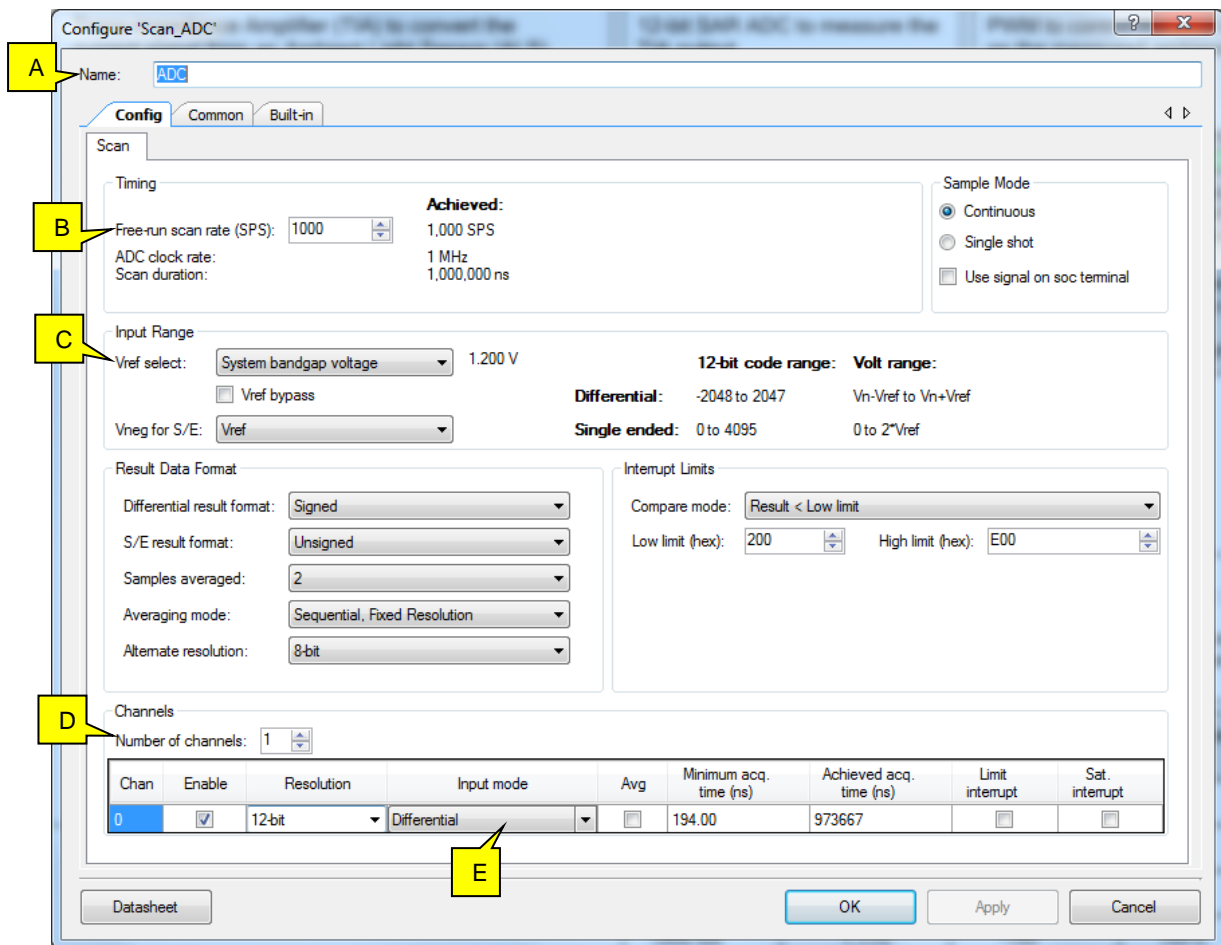 Configure 'Scan_ADC'
?
X
A
Name: ADC
Config Common Built-in
Scan
Timing
Achieved:
B
Free-run scan rate (SPS): 1000 1,000 SPS
ADC clock rate: 1 MHz
Scan duration: 1,000,000 ns
Sample Mode
Continuous
Single shot
Use signal on soc terminal
Input Range
C
Vref select: System bandgap voltage 1.200 V 12-bit code range: Volt range:
Vref bypass Differential: -2048 to 2047 Vn-Vref to Vn+Vref
Vneg for S/E: Vref Single ended: 0 to 4095 0 to 2*Vref
Result Data Format
Differential result format: Signed
S/E result format: Unsigned
Samples averaged: 2
Averaging mode: Sequential, Fixed Resolution
Alternate resolution: 8-bit
Interrupt Limits
Compare mode: Result < Low limit
Low limit (hex): 200 High limit (hex): E00
Channels
D
Number of channels: 1
Chan Enable Resolution Input mode Avg Minimum acq. time (ns) Achieved acq. time (ns) Limit interrupt Sat. interrupt
0 12-bit Differential 194.00 973667
E
Datasheet OK Apply Cancel